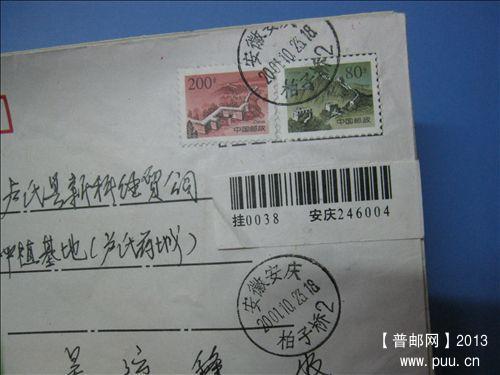 安徽安庆
2001.10.23.18
柏子桥2
200分
中国邮政
80分
中国邮政
卢氏县新科经贸公司
种植基地(卢氏药城)
挂0038 安庆246004
安徽安庆
2001.10.23.18
柏子桥2
收
【普邮网】2013
www.puu.cn